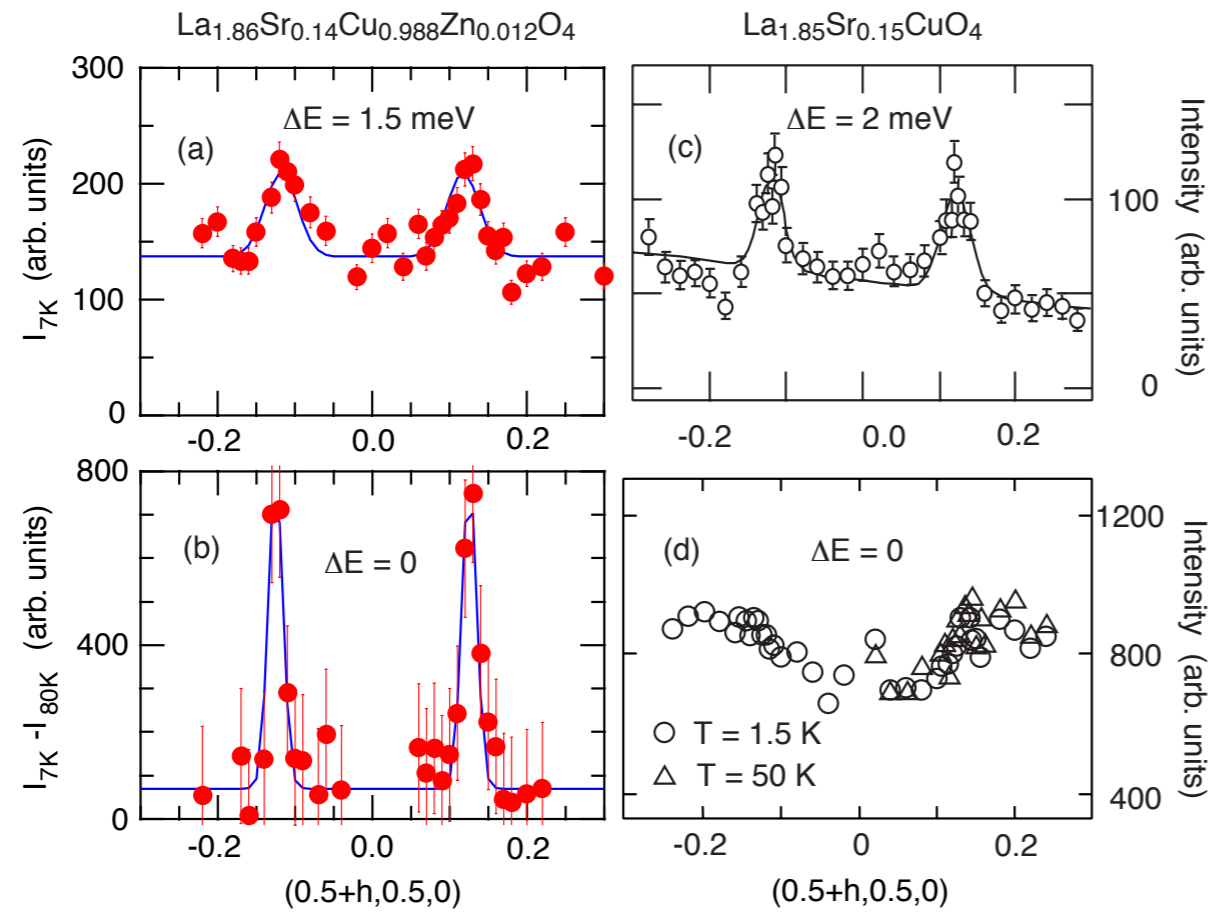 La1.86Sr0.14Cu0.988Zn0.012O4
La1.85Sr0.15CuO4
300
200
100
0
I7K (arb. units)
(a)
ΔE = 1.5 meV
-0.2
0.0
0.2
(c)
ΔE = 2 meV
100
0
Intensity (arb. units)
-0.2
0.0
0.2
800
400
0
I7K -I 80K (arb. units)
(b)
ΔE = 0
-0.2
0.0
0.2
(0.5+h,0.5,0)
(d)
ΔE = 0
T = 1.5 K
T = 50 K
1200
800
400
Intensity (arb. units)
-0.2
0
0.2
(0.5+h,0.5,0)